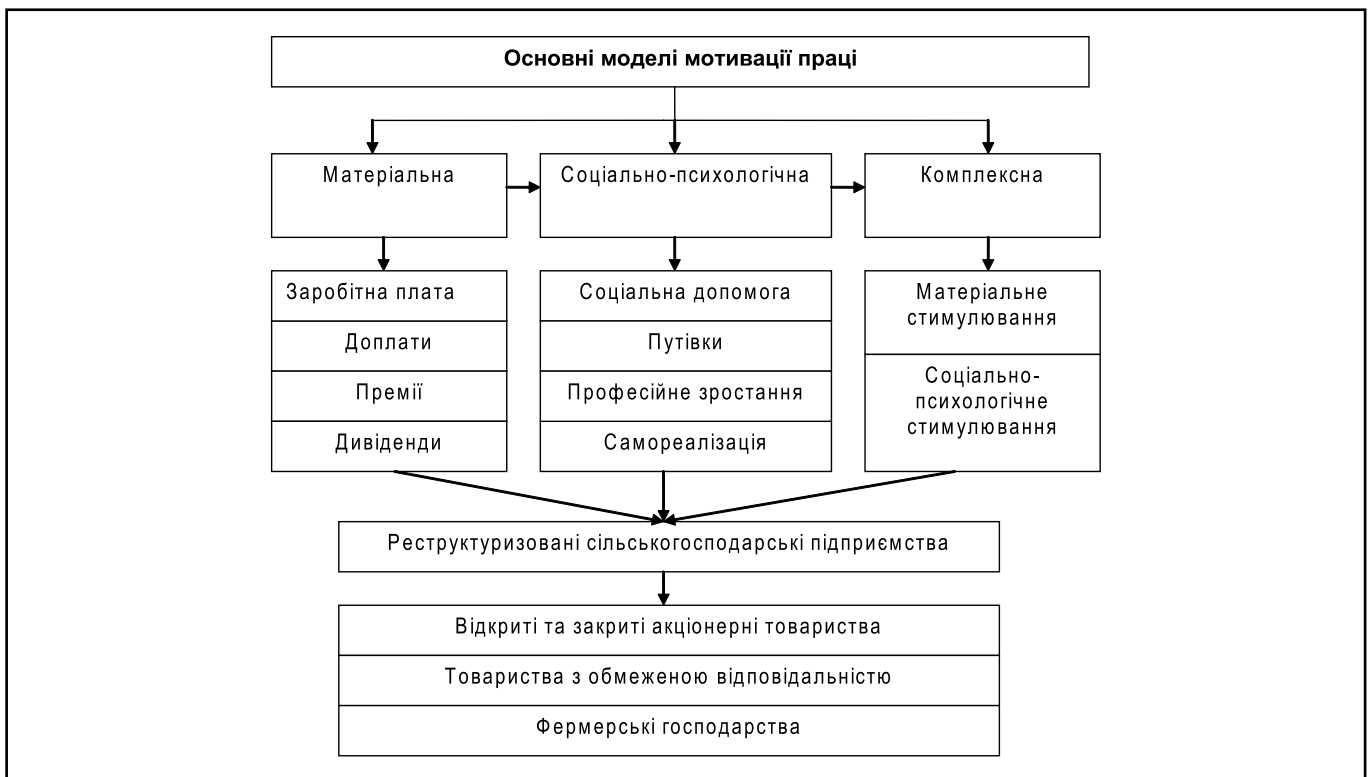 Основні моделі мотивації праці
Матеріальна
Соціально-психологічна
Комплексна
Заробітна плата
Доплати
Премії
Дивіденди
Соціальна допомога
Путівки
Професійне зростання
Самореалізація
Матеріальне
стимулювання
Соціально-
психологічне
стимулювання
Реструктуризовані сільськогосподарські підприємства
Відкриті та закриті акціонерні товариства
Товариства з обмеженою відповідальністю
Фермерські господарства